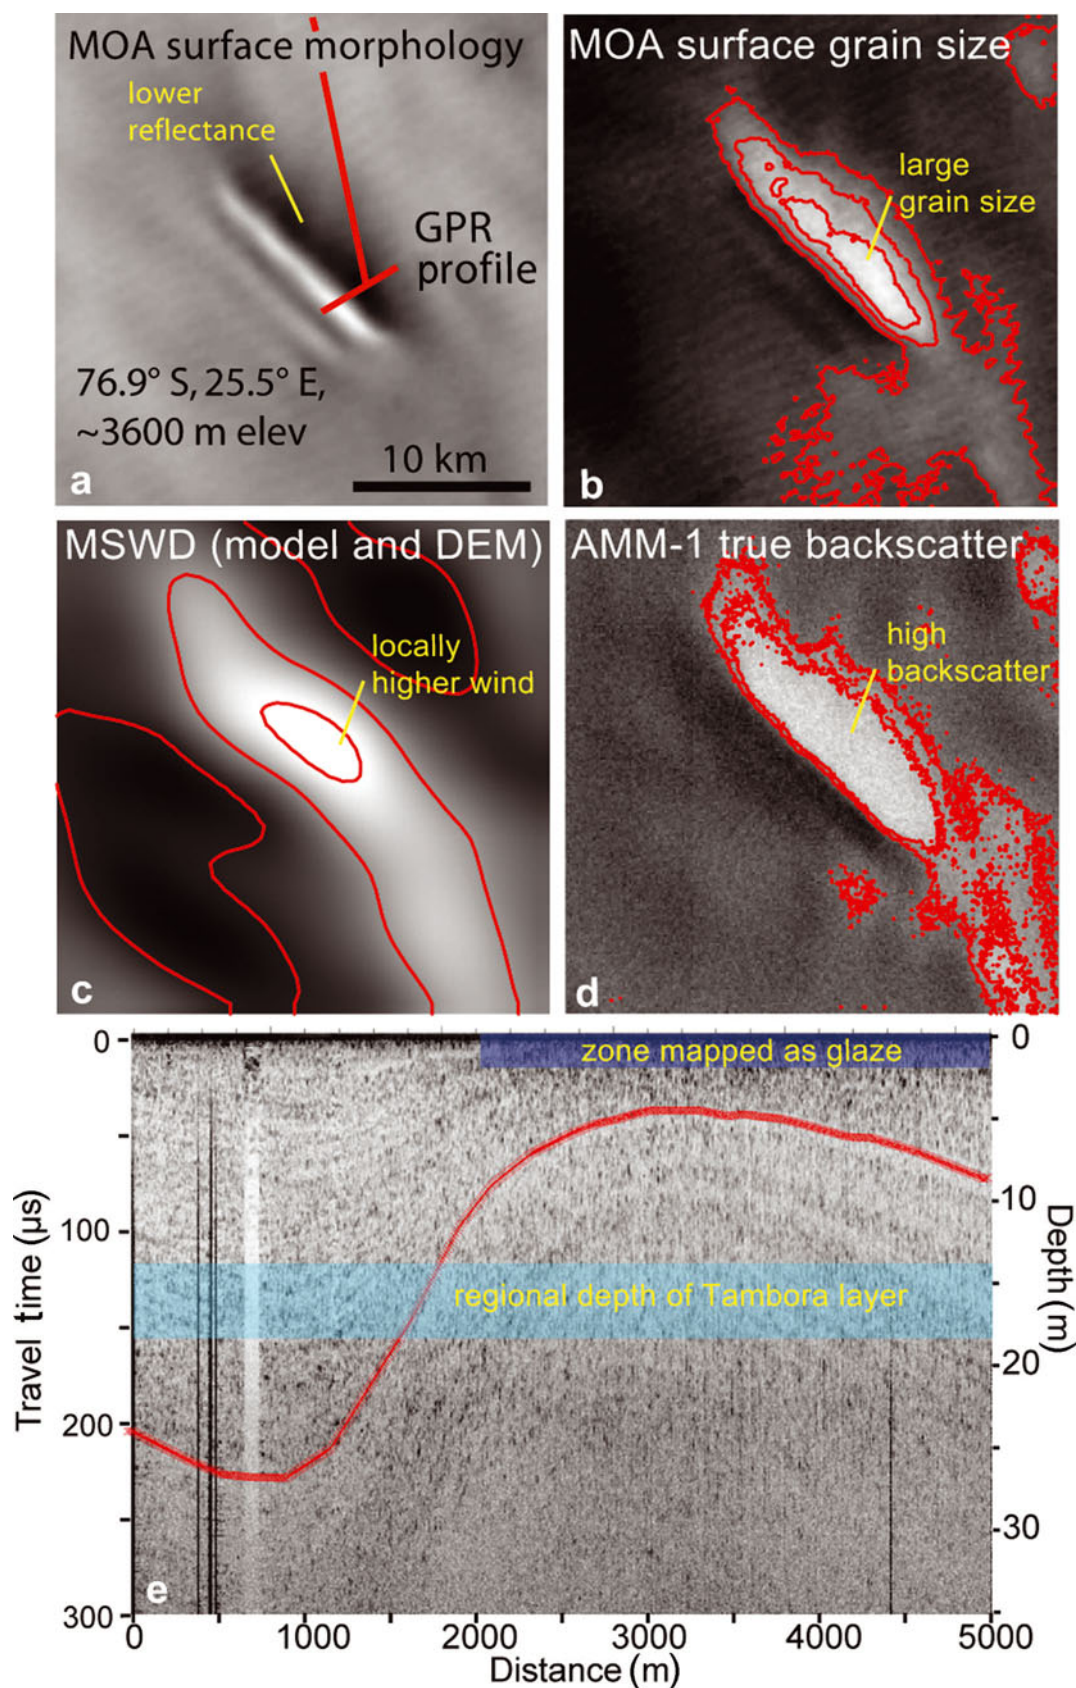 MOA surface morphology
lower
reflectance
GPR
profile
76.9° S, 25.5° E,
~3600 m elev
10 km
a
MOA surface grain size
large
grain size
b
MSWD (model and DEM)
locally
higher wind
c
AMM-1 true backscatter
high
backscatter
d
0
100
200
300
Travel time (µs)
zone mapped as glaze
regional depth of Tambora layer
e
0
10
20
30
Depth (m)
0
1000
2000
3000
4000
5000
Distance (m)